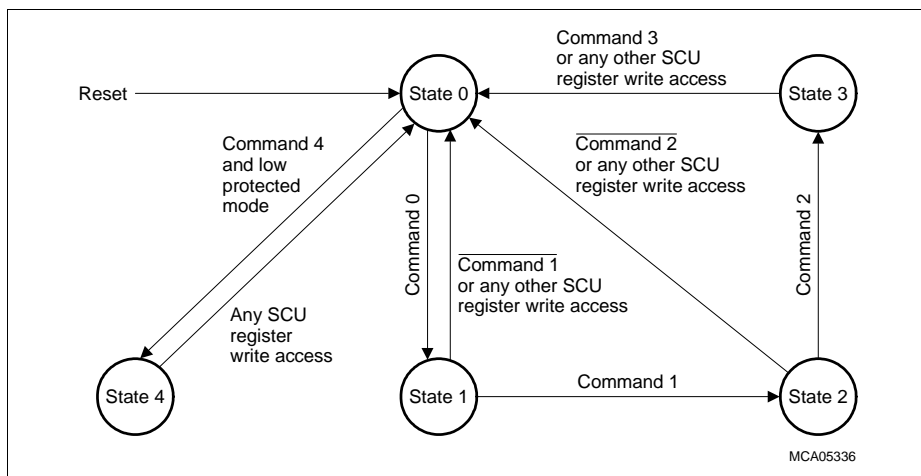 Command 3
or any other SCU
register write access
Reset
State 0
State 3
Command 4
and low
protected
mode
Command 2
or any other SCU
register write access
Command 0
Command 1
or any other SCU
register write access
Command 2
Any SCU
register
write access
State 4
State 1
Command 1
State 2
MCA05336